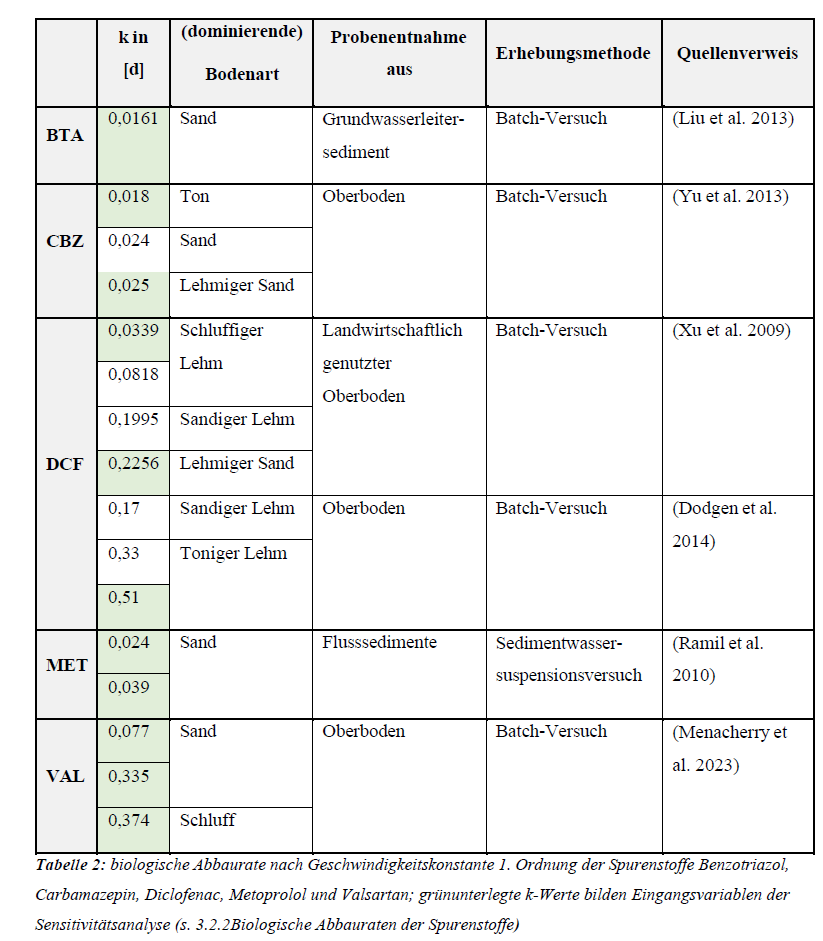 k in [d]
(dominierende) Bodenart
Probenentnahme aus
Erhebungsmethode
Quellenverweis
BTA
0,0161
Sand
Grundwasserleiter-
sediment
Batch-Versuch
(Liu et al. 2013)
CBZ
0,018
Ton
Oberboden
Batch-Versuch
(Yu et al. 2013)
0,024
Sand
0,025
Lehmiger Sand
DCF
0,0339
Schluffiger
Lehm
Landwirtschaftlich
genutzter
Oberboden
Batch-Versuch
(Xu et al. 2009)
0,0818
0,1995
Sandiger Lehm
0,2256
Lehmiger Sand
0,17
Sandiger Lehm
Oberboden
Batch-Versuch
(Dodgen et al.
2014)
0,33
Toniger Lehm
0,51
MET
0,024
Sand
Flusssedimente
Sedimentwasser-
suspensionsversuch
(Ramil et al.
2010)
0,039
VAL
0,077
Sand
Oberboden
Batch-Versuch
(Menacherry et
al. 2023)
0,335
0,374
Schluff
Tabelle 2: biologische Abbaurate nach Geschwindigkeitskonstante 1. Ordnung der Spurenstoffe Benzotriazol,
Carbamazepin, Diclofenac, Metoprolol und Valsartan; grünunterlegte k-Werte bilden Eingangsvariablen der
Sensitivitätsanalyse (s. 3.2.2Biologische Abbauraten der Spurenstoffe)